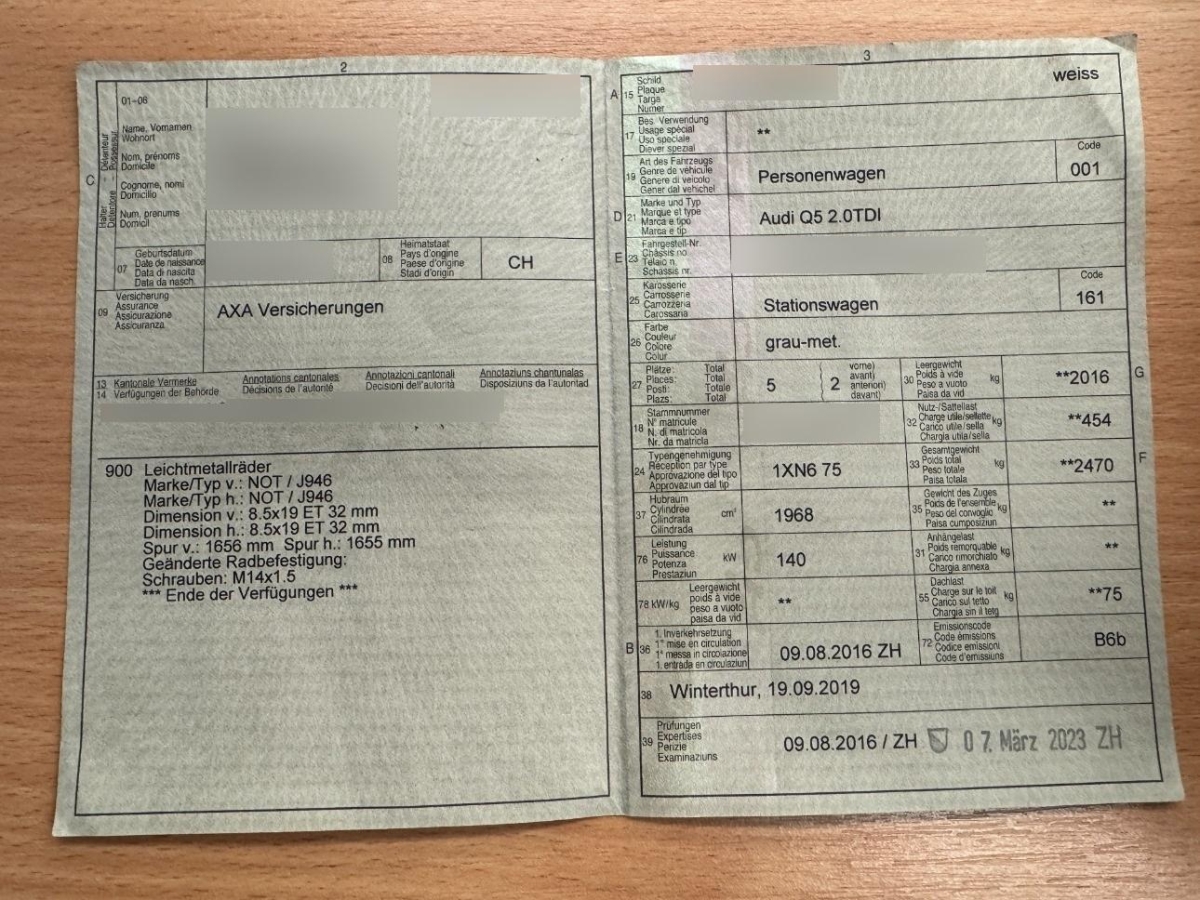 2
01-06
C
Halter - Détenteur
Detentore - Possessur
Name, Vornamen
Wohnort
Nom, prénoms
Domicile
Cognome, nomi
Domicilio
Num, prenums
Domicil
07
Geburtsdatum
Date de naissance
Data di nascita
Data da nasch.
08
Heimatstaat
Pays d'origine
Paese d'origine
Stadi d'origin
CH
09
Versicherung
Assurance
Assicurazione
Assicuranza
AXA Versicherungen
13 Kantonale Vermerke Annotations cantonales Annotazioni cantonali Annotaziuns chantunalas
14 Verfügungen der Behörde Décisions de l'autorité Decisioni dell'autorità Disposiziuns da l'autoritad
900 Leichtmetallräder
Marke/Typ v.: NOT / J946
Marke/Typ h.: NOT / J946
Dimension v.: 8.5x19 ET 32 mm
Dimension h.: 8.5x19 ET 32 mm
Spur v.: 1656 mm Spur h.: 1655 mm
Geänderte Radbefestigung:
Schrauben: M14x1.5
*** Ende der Verfügungen ***
3
A 15
Schild
Plaque
Targa
Numer
weiss
17
Bes. Verwendung
Usage spécial
Uso speciale
Diever spezial
**
19
Art des Fahrzeugs
Genre de véhicule
Genere di veicolo
Gener dal vehichel
Personenwagen
Code
001
D 21
Marke und Typ
Marque et type
Marca e tipo
Marca e tip
Audi Q5 2.0TDI
E 23
Fahrgestell-Nr.
Châssis no
Telaio n.
Schassis nr.
25
Karosserie
Carrosserie
Carrozzeria
Carossaria
Stationswagen
Code
161
26
Farbe
Couleur
Colore
Colur
grau-met.
27
Plätze: Total
Places: Total
Posti: Totale
Plazs: Total
5
2
vorne)
avant)
anteriori)
davant)
30
Leergewicht
Poids à vide
Peso a vuoto
Paisa da vid
kg
**2016
G
18
Stammnummer
N° matricule
N. di matricola
Nr. da matricla
32
Nutz-/Sattellast
Charge utile/sellette
Carico utile/sella
Chargia utila/sella
kg
**454
24
Typengenehmigung
Réception par type
Approvazione del tipo
Approvaziun dal tip
1XN6 75
33
Gesamtgewicht
Poids total
Peso totale
Paisa totala
kg
**2470
F
37
Hubraum
Cylindrée
Cilindrata
Cilindrada
cm³
1968
35
Gewicht des Zuges
Poids de l'ensemble
Peso del convoglio
Paisa cumposiziun
kg
**
76
Leistung
Puissance
Potenza
Prestaziun
kW
140
31
Anhängelast
Poids remorquable
Carico rimorchiato
Chargia annexa
kg
**
78 kW/kg
Leergewicht
poids à vide
peso a vuoto
paisa da vid
**
55
Dachlast
Charge sur le toit
Carico sul tetto
Chargia sin il tetg
kg
**75
B 36
1. Inverkehrsetzung
1re mise en circulation
1a messa in circolazione
1. entrada en circulaziun
09.08.2016 ZH
72
Emissionscode
Code émissions
Codice emissioni
Code d'emissiuns
B6b
38
Winterthur, 19.09.2019
39
Prüfungen
Expertises
Perizie
Examinaziuns
09.08.2016 / ZH 07. März 2023 ZH